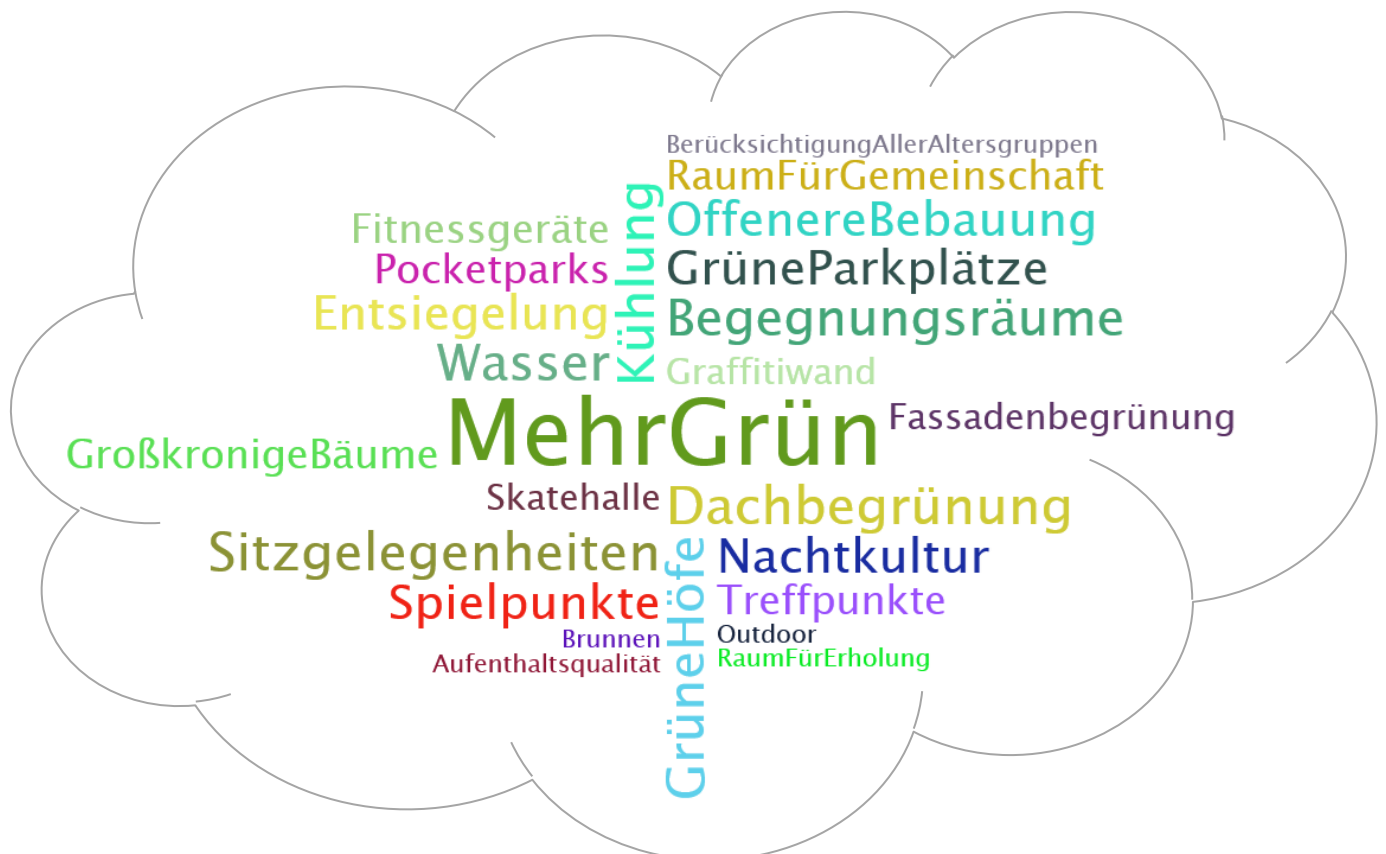 BerücksichtigungAllerAltersgruppen
RaumFürGemeinschaft
Kühlung
Fitnessgeräte
OffenereBebauung
Pocketparks
GrüneParkplätze
Entsiegelung
Begegnungsräume
Wasser
Graffitiwand
MehrGrün
Fassadenbegrünung
GroßkronigeBäume
Skatehalle
Dachbegrünung
Sitzgelegenheiten
GrüneHöfe
Nachtkultur
Spielpunkte
Treffpunkte
Brunnen
Outdoor
Aufenthaltsqualität
RaumFürErholung